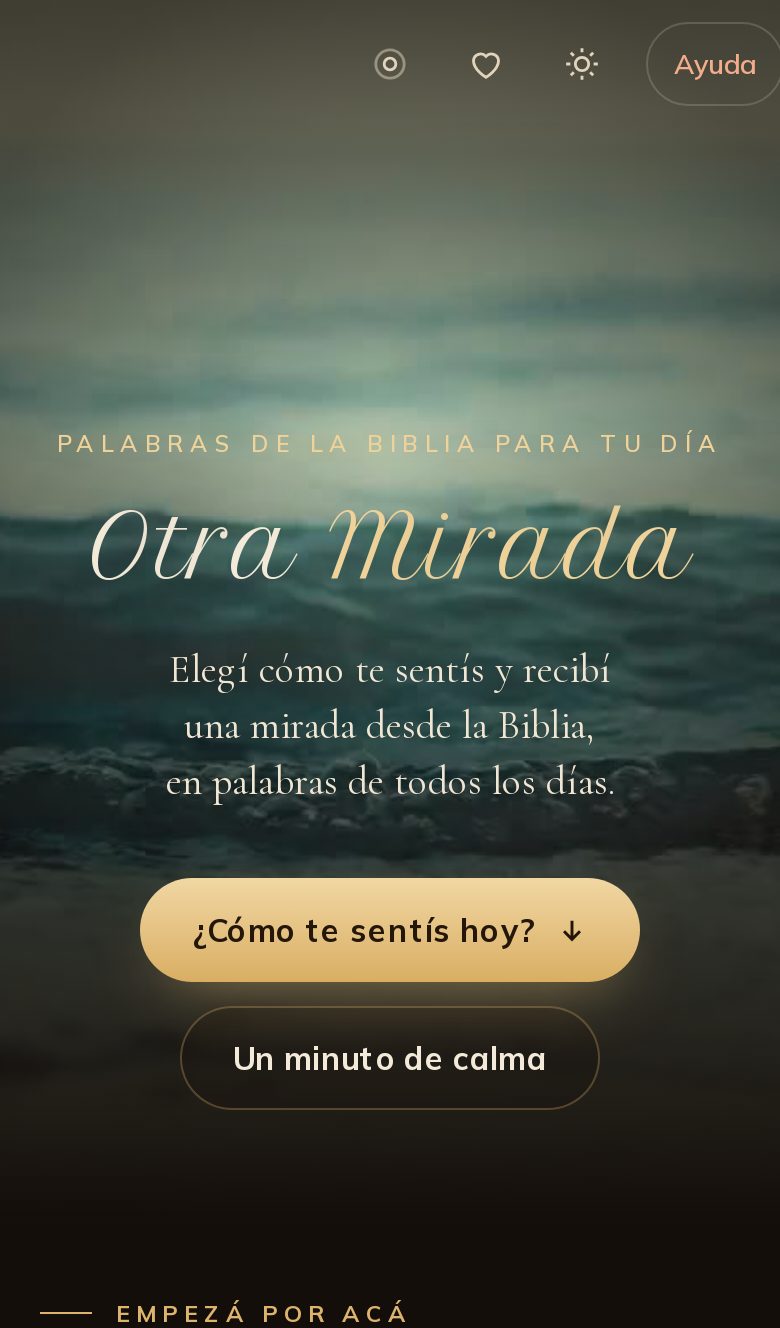 Ayuda
PALABRAS DE LA BIBLIA PARA TU DÍA
Otra Mirada
Elegí cómo te sentís y recibí
una mirada desde la Biblia,
en palabras de todos los días.
¿Cómo te sentís hoy? ↓
Un minuto de calma
EMPEZÁ POR ACÁ